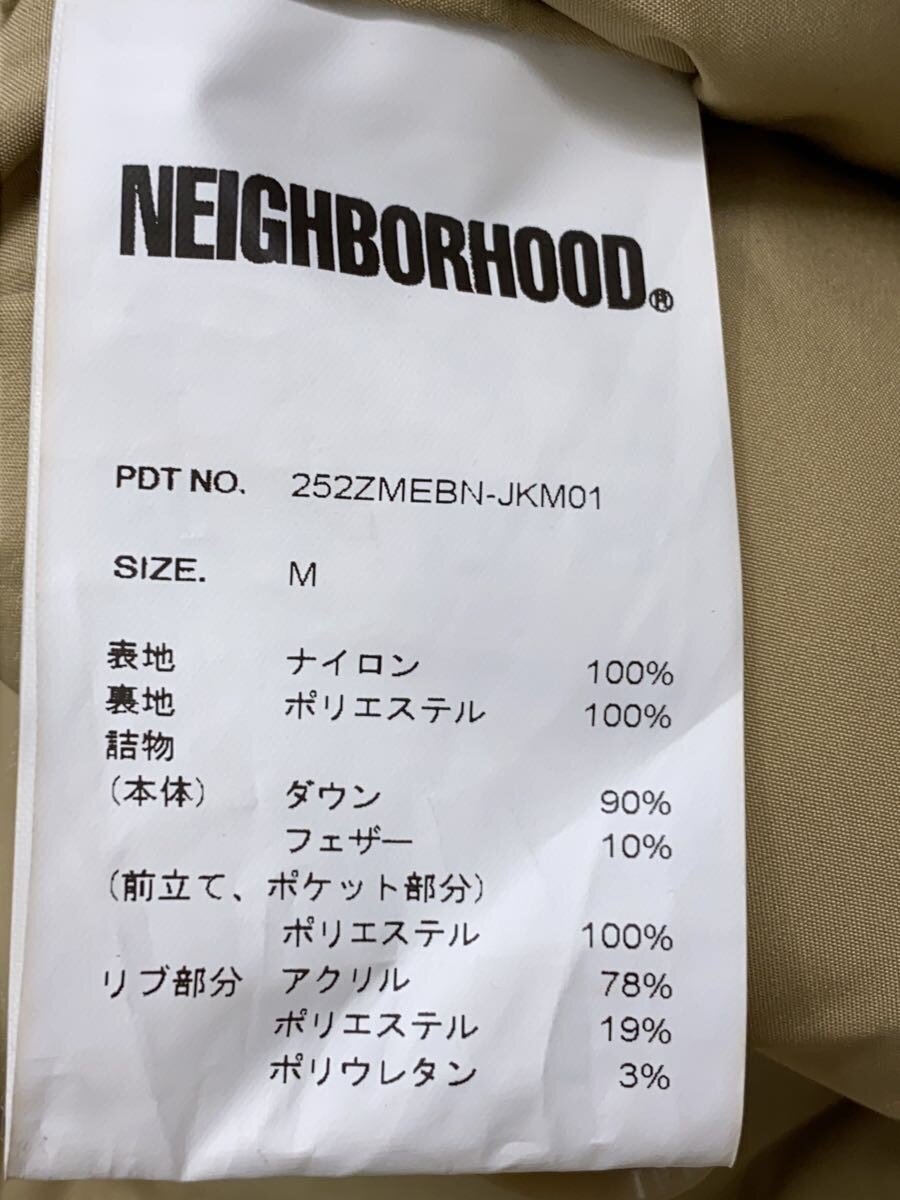 NEIGHBORHOOD®
PDT NO. 252ZMEBN-JKM01
SIZE. M
表地 ナイロン 100%
裏地 ポリエステル 100%
詰物
(本体) ダウン 90%
フェザー 10%
(前立て、ポケット部分)
ポリエステル 100%
リブ部分 アクリル 78%
ポリエステル 19%
ポリウレタン 3%